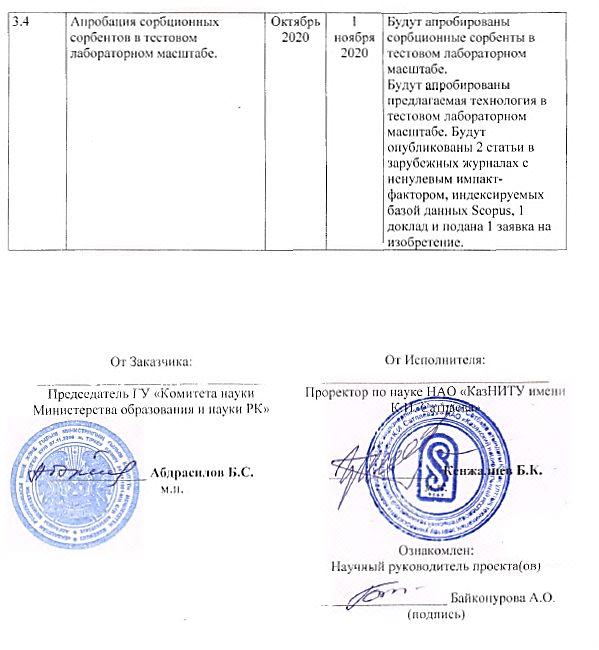 3.4
Апробация сорбционных
сорбентов в тестовом
лабораторном масштабе.
Октябрь
2020
1
ноября
2020
Будут апробированы
сорбционные сорбенты в
тестовом лабораторном
масштабе.
Будут апробированы
предлагаемая технология в
тестовом лабораторном
масштабе. Будут
опубликованы 2 статьи в
зарубежных журналах с
ненулевым импакт-
фактором, индексируемых
базой данных Scopus, 1
доклад и подана 1 заявка на
изобретение.
От Заказчика:
Председатель ГУ «Комитета науки
Министерства образования и науки РК»
Абдрасилов Б.С.
м.п.
От Исполнителя:
Проректор по науке НАО «КазНИТУ имени
К.И. Сатпаева»
Кенжалиев Б.К.
Ознакомлен:
Научный руководитель проекта(ов)
Байконурова А.О.
(подпись)